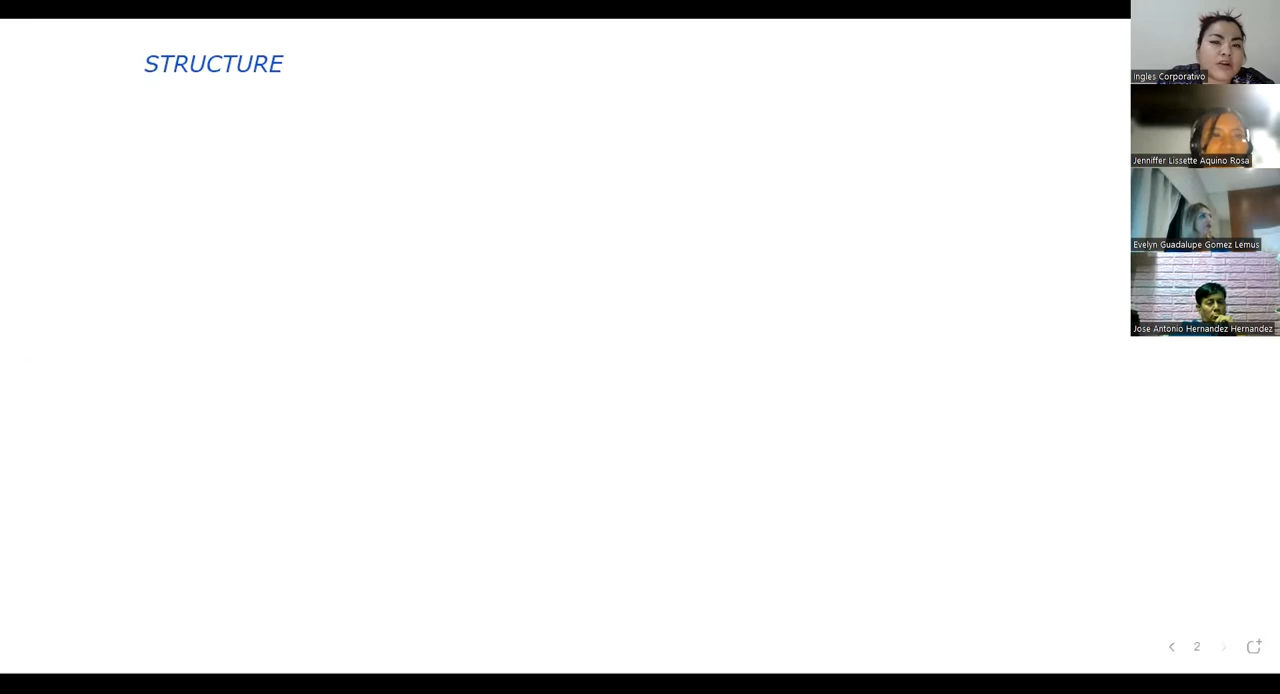 STRUCTURE
Ingles Corporativo
Jenniffer Lissette Aquino Rosa
Evelyn Guadalupe Gomez Lemus
Jose Antonio Hernandez Hernandez
2